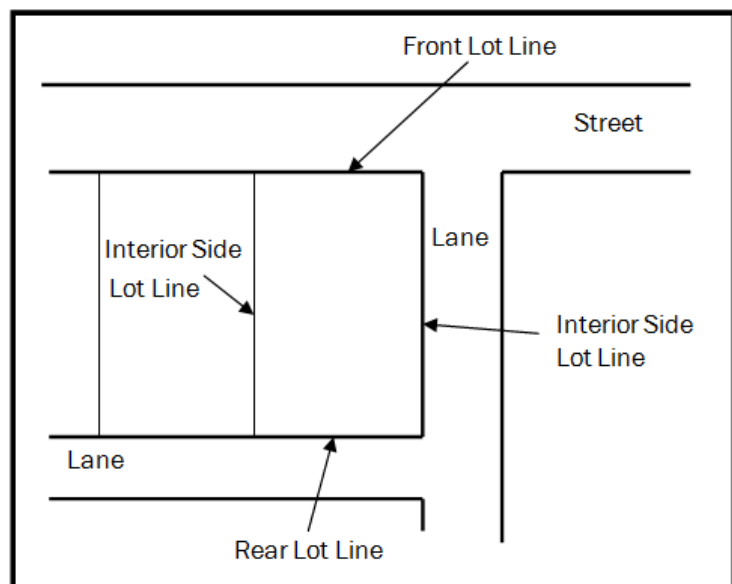 Front Lot Line
Street
Lane
Interior Side
Lot Line
Interior Side
Lot Line
Lane
Rear Lot Line